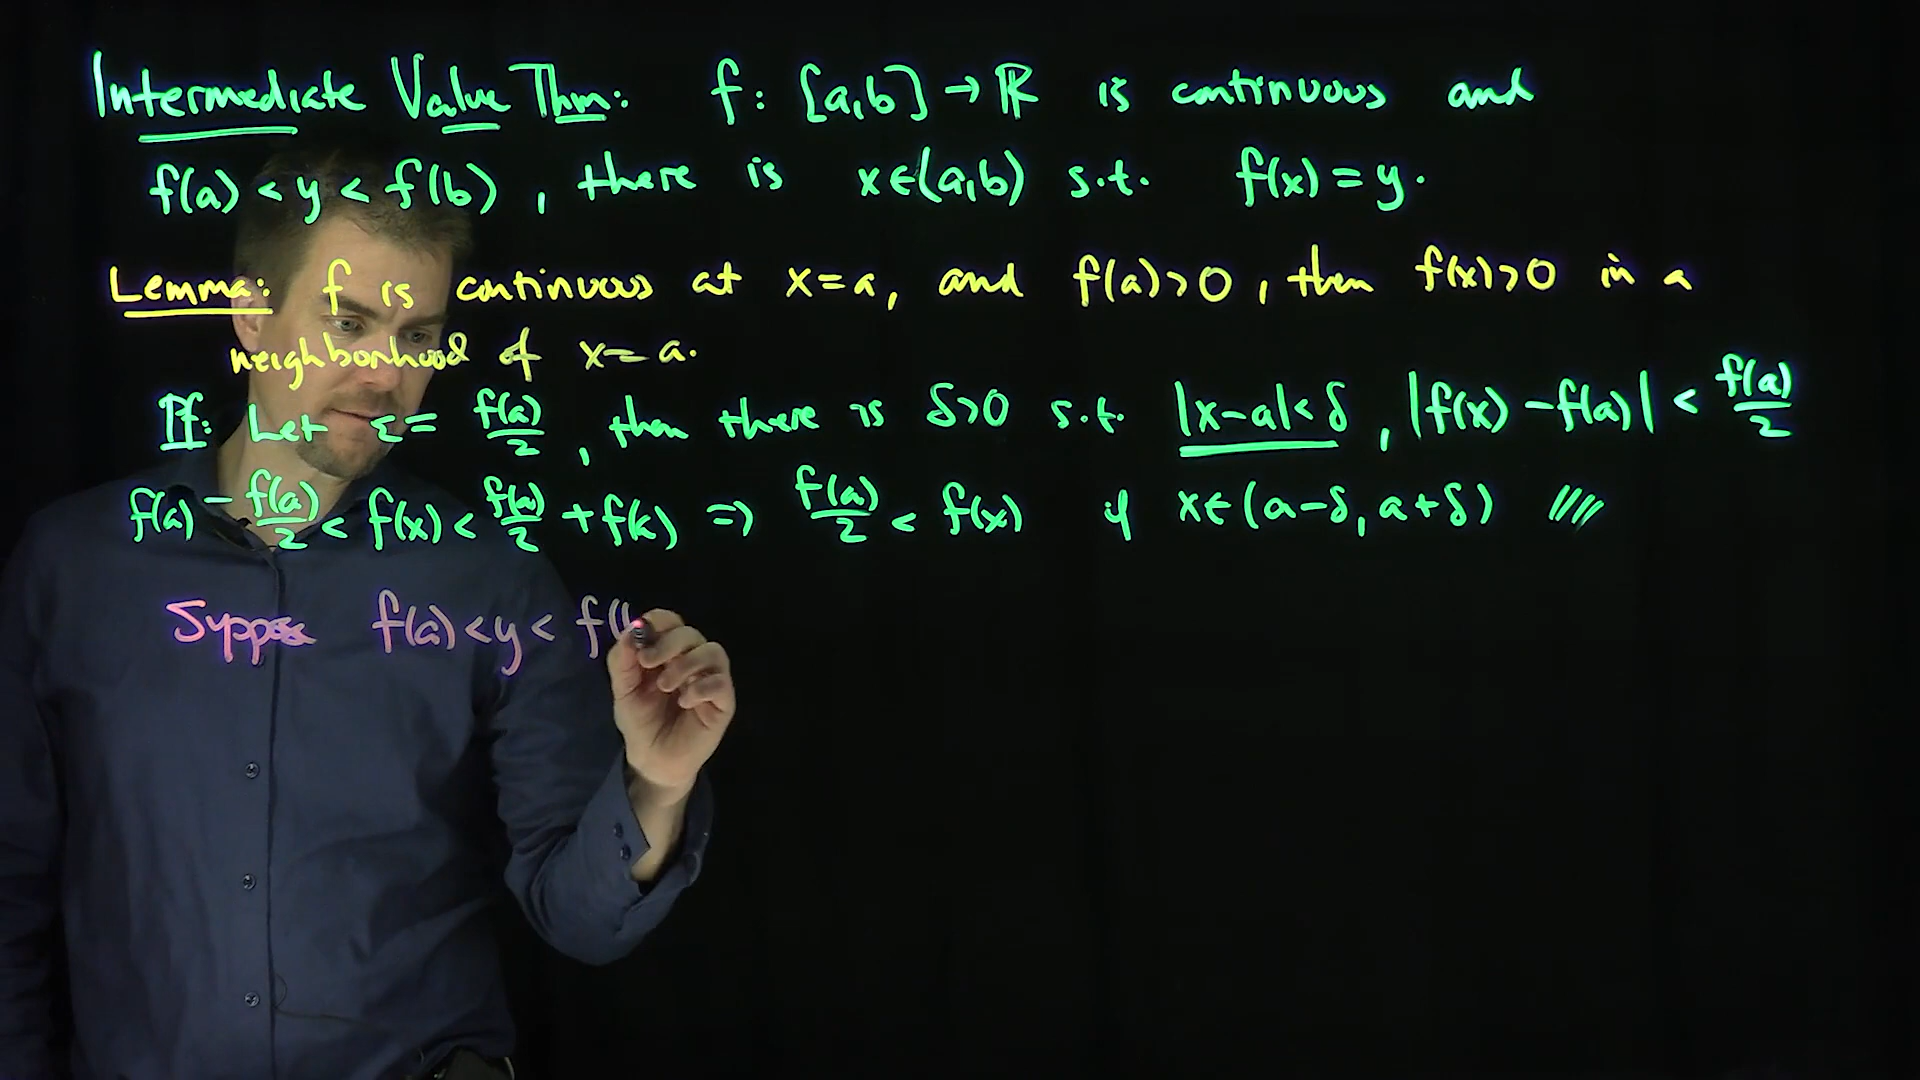 Intermediate Value Thm: f: [a,b] → ℝ is continuous and
f(a) < y < f(b), there is x∈(a,b) s.t. f(x) = y.
Lemma: f is continuous at x=a, and f(a)>0, then f(x)>0 in a
neighborhood of x=a.
Pf: Let ε = f(a)/2, then there is δ>0 s.t. |x-a|<δ, |f(x) - f(a)| < f(a)/2
f(a) - f(a)/2 < f(x) < f(a)/2 + f(a) ⇒ f(a)/2 < f(x) if x∈(a-δ, a+δ) ////
Suppose f(a) < y < f(